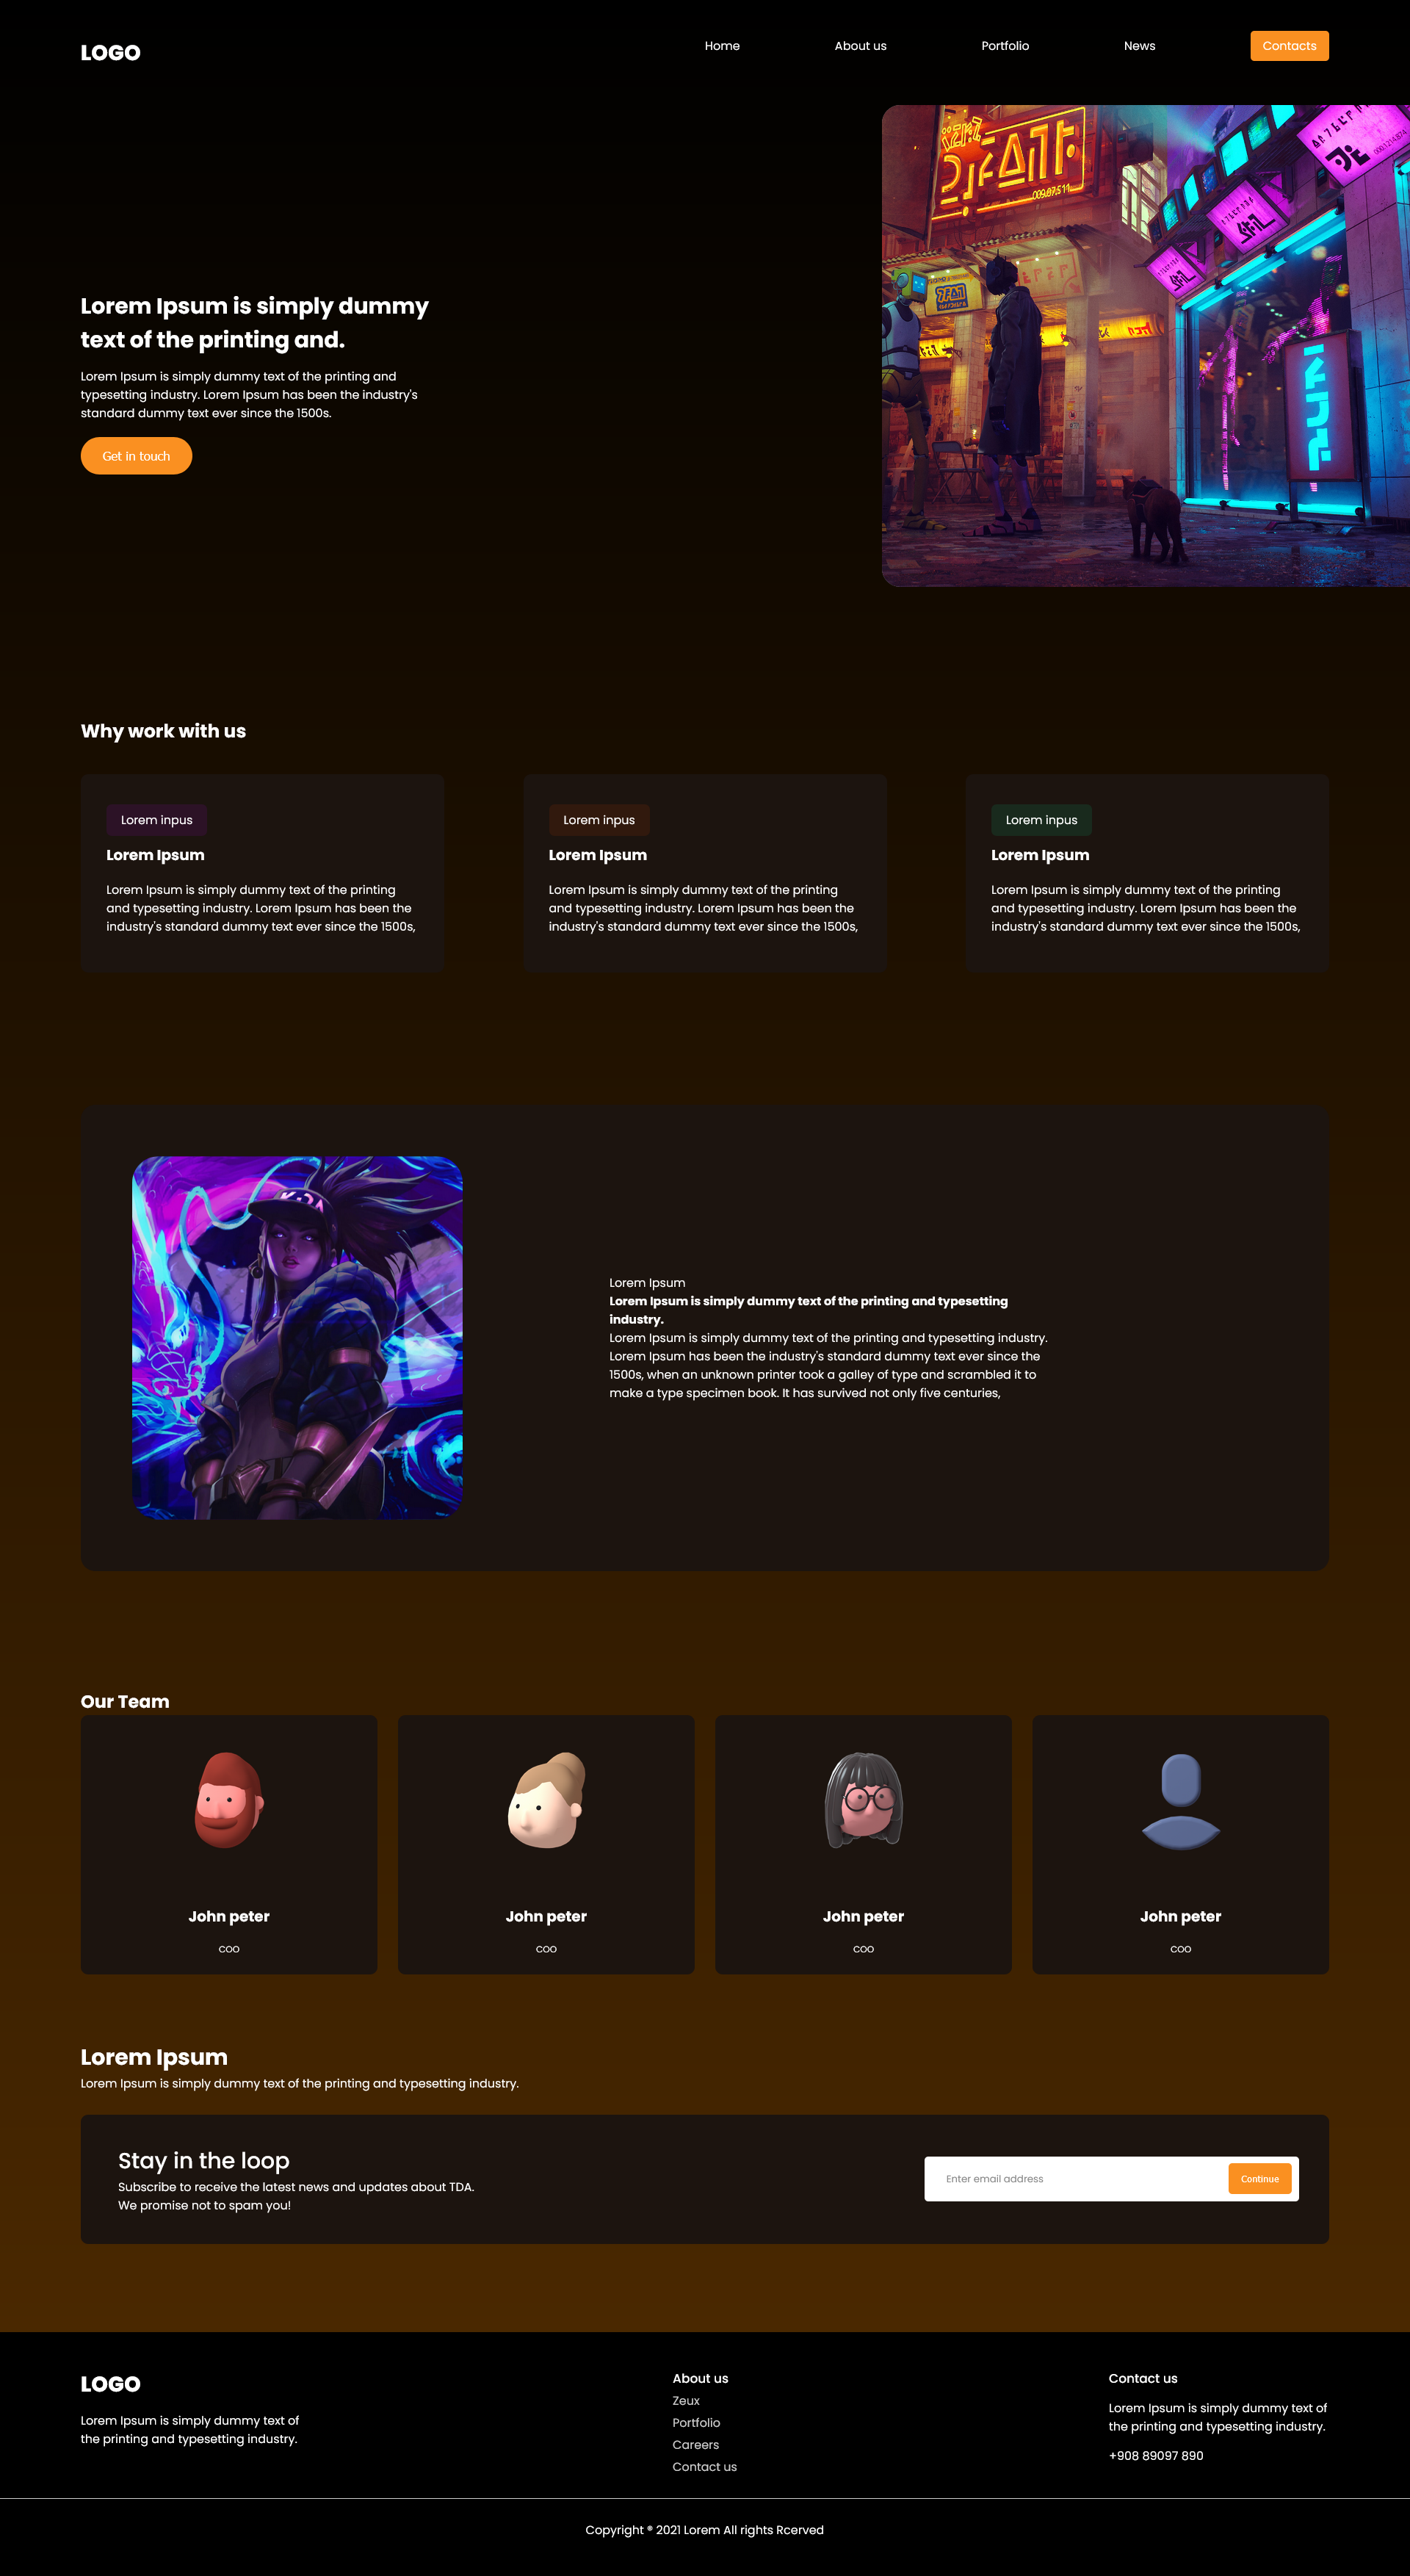 LOGO
Home
About us
Portfolio
News
Contacts
009.07.511
Lorem Ipsum is simply dummy
text of the printing and.
Lorem Ipsum is simply dummy text of the printing and
typesetting industry. Lorem Ipsum has been the industry's
standard dummy text ever since the 1500s.
Get in touch
Why work with us
Lorem inpus
Lorem Ipsum
Lorem Ipsum is simply dummy text of the printing
and typesetting industry. Lorem Ipsum has been the
industry's standard dummy text ever since the 1500s,
Lorem inpus
Lorem Ipsum
Lorem Ipsum is simply dummy text of the printing
and typesetting industry. Lorem Ipsum has been the
industry's standard dummy text ever since the 1500s,
Lorem inpus
Lorem Ipsum
Lorem Ipsum is simply dummy text of the printing
and typesetting industry. Lorem Ipsum has been the
industry's standard dummy text ever since the 1500s,
K/DA
Lorem Ipsum
Lorem Ipsum is simply dummy text of the printing and typesetting
industry.
Lorem Ipsum is simply dummy text of the printing and typesetting industry.
Lorem Ipsum has been the industry's standard dummy text ever since the
1500s, when an unknown printer took a galley of type and scrambled it to
make a type specimen book. It has survived not only five centuries,
Our Team
John peter
COO
John peter
COO
John peter
COO
John peter
COO
Lorem Ipsum
Lorem Ipsum is simply dummy text of the printing and typesetting industry.
Stay in the loop
Subscribe to receive the latest news and updates about TDA.
We promise not to spam you!
Enter email address
Continue
LOGO
Lorem Ipsum is simply dummy text of
the printing and typesetting industry.
About us
Zeux
Portfolio
Careers
Contact us
Contact us
Lorem Ipsum is simply dummy text of
the printing and typesetting industry.
+908 89097 890
Copyright ® 2021 Lorem All rights Rcerved